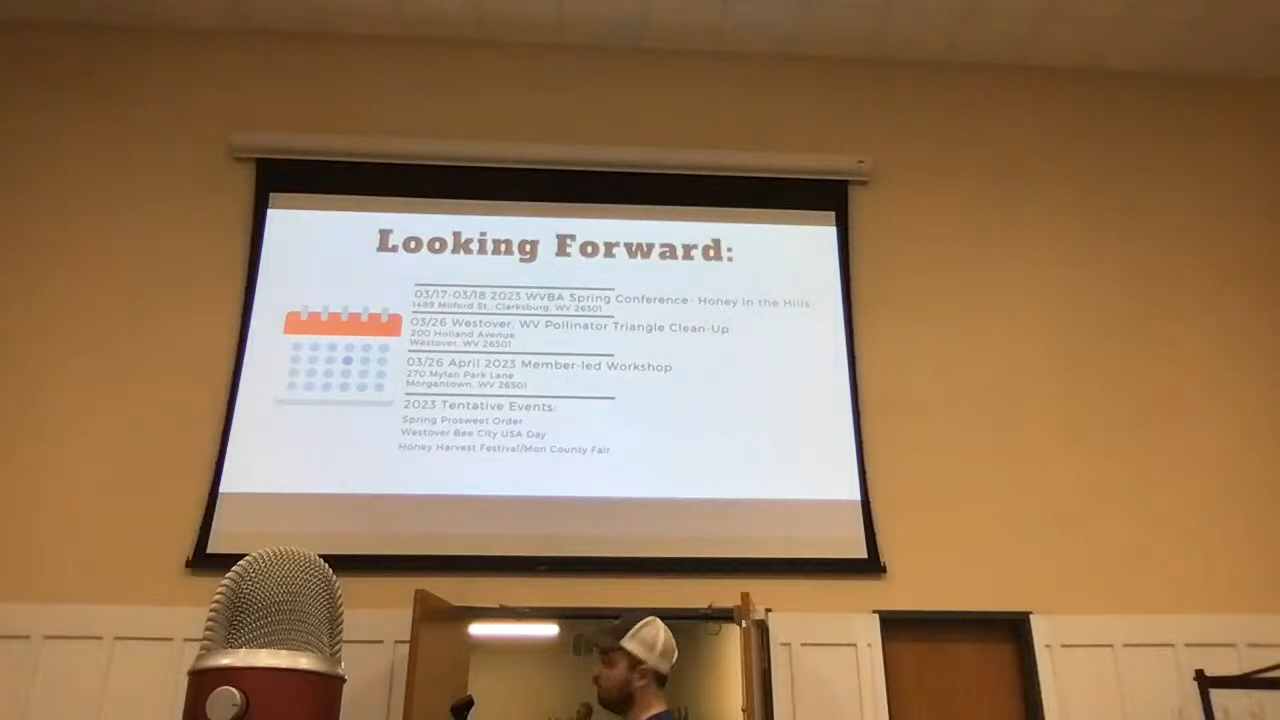 Looking Forward:
03/17-03/18 2023 WVBA Spring Conference- Honey in the Hills
1489 Milford St., Clarksburg, WV 26301
03/26 Westover, WV Pollinator Triangle Clean-Up
200 Holland Avenue
Westover, WV 26501
03/26 April 2023 Member-led Workshop
270 Mylan Park Lane
Morgantown, WV 26501
2023 Tentative Events:
Spring Prosweet Order
Westover Bee City USA Day
Honey Harvest Festival/Mon County Fair